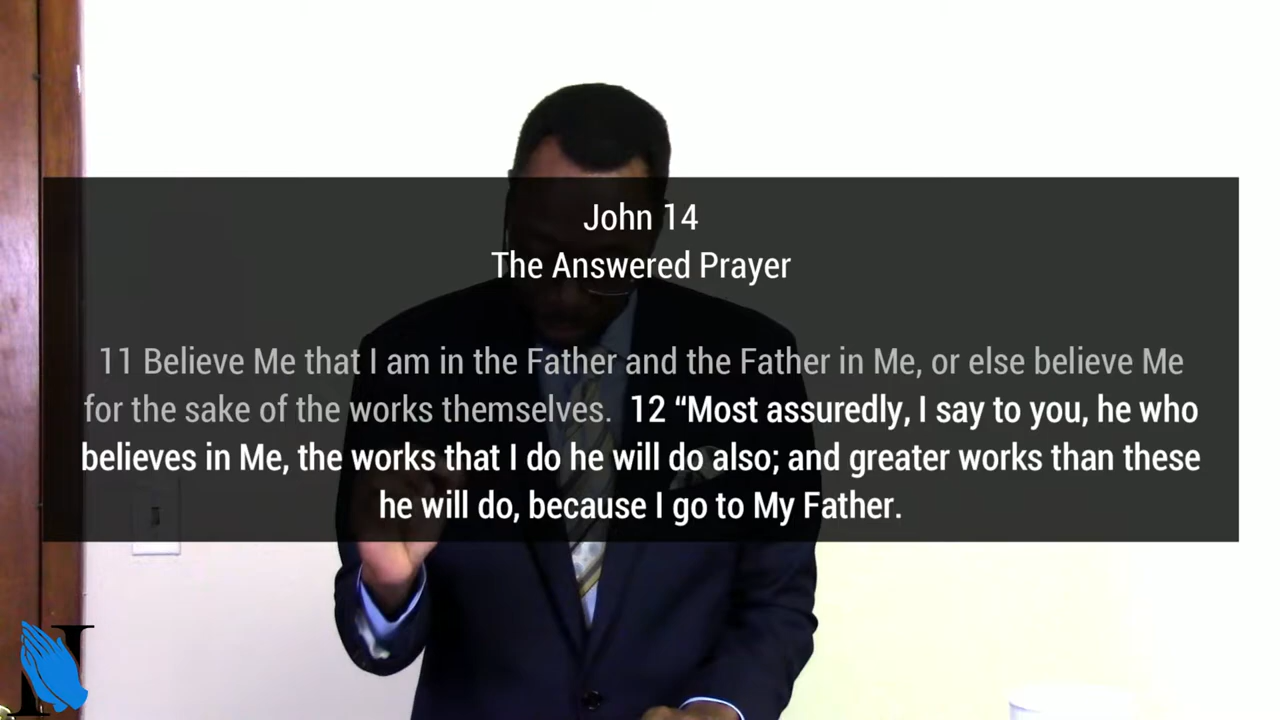 John 14
The Answered Prayer
11 Believe Me that I am in the Father and the Father in Me, or else believe Me
for the sake of the works themselves.  12 “Most assuredly, I say to you, he who
believes in Me, the works that I do he will do also; and greater works than these
he will do, because I go to My Father.
N